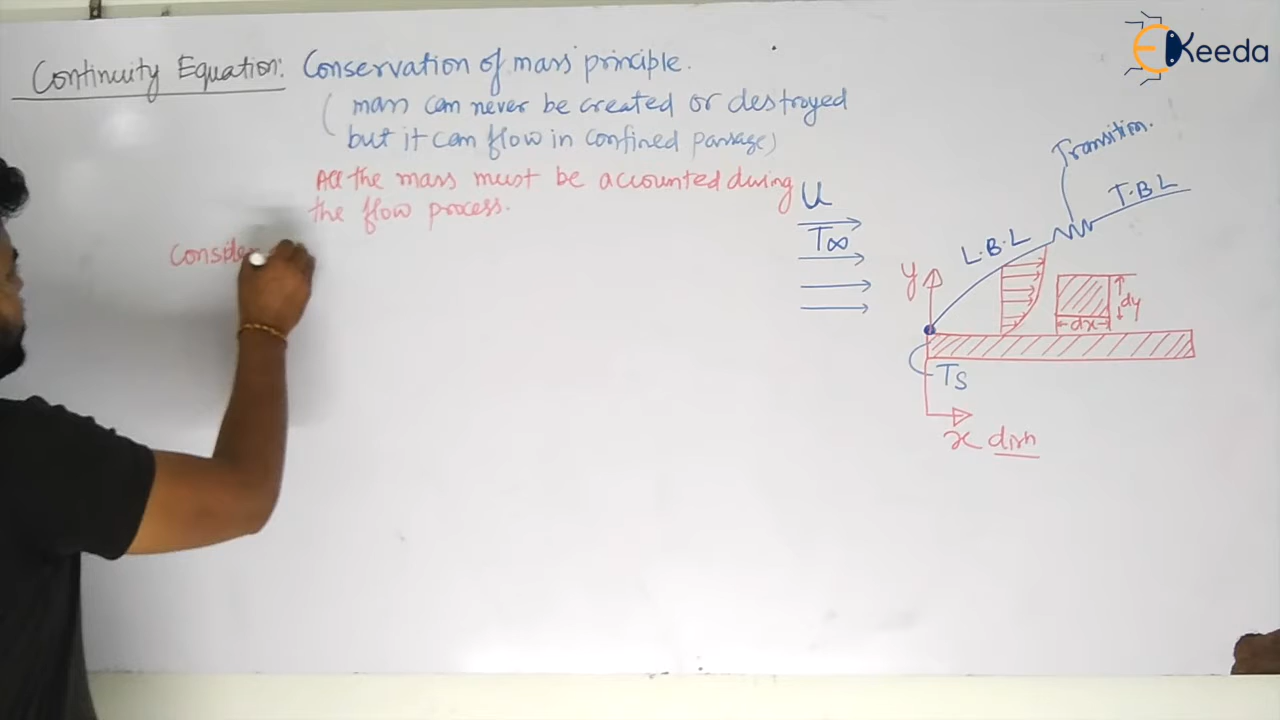 Continuity Equation: Conservation of mass principle.
(mass can never be created or destroyed
but it can flow in confined passage)
All the mass must be accounted during
the flow process.
Consider
Keeda
Transition.
U
T∞
L.B.L
T.B.L
y
dy
dx
Ts
x dirn